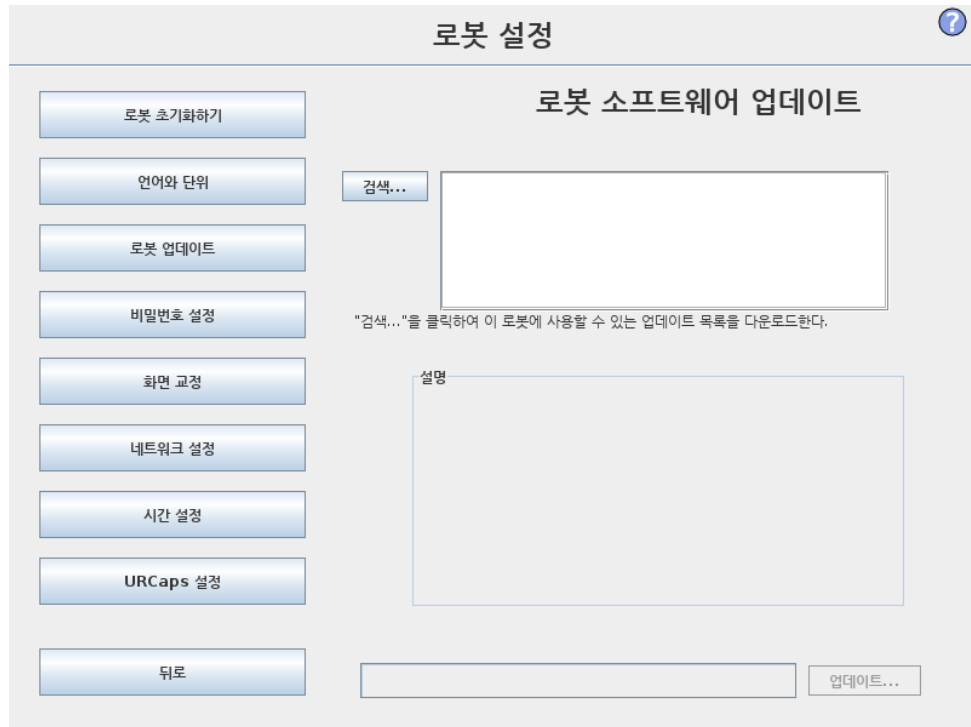 로봇 설정
?
로봇 초기화하기
언어와 단위
로봇 업데이트
비밀번호 설정
화면 교정
네트워크 설정
시간 설정
URCaps 설정
뒤로
로봇 소프트웨어 업데이트
검색...
"검색..."을 클릭하여 이 로봇에 사용할 수 있는 업데이트 목록을 다운로드한다.
설명
업데이트...